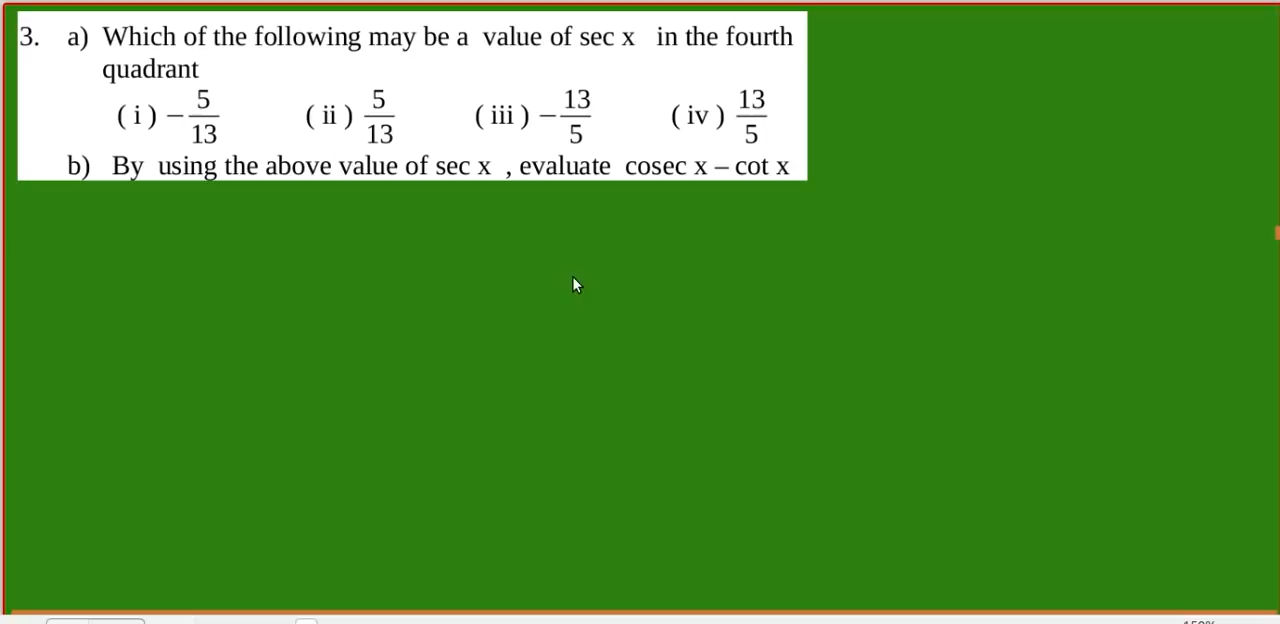 3. a) Which of the following may be a value of sec x in the fourth
quadrant
( i ) −5/13 ( ii ) 5/13 ( iii ) −13/5 ( iv ) 13/5
b) By using the above value of sec x , evaluate cosec x – cot x